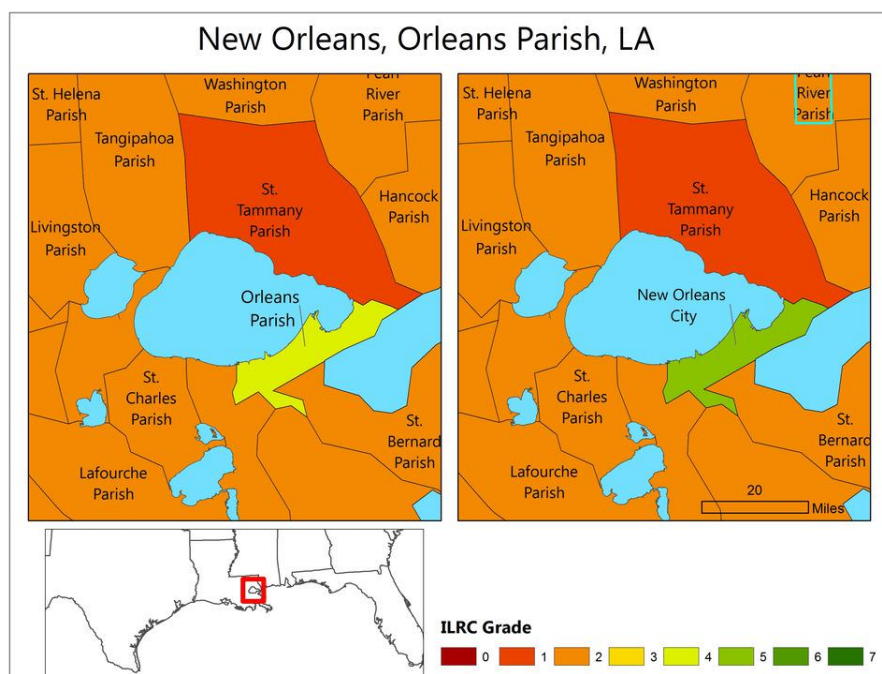 New Orleans, Orleans Parish, LA
St. Helena
Parish
Washington
Parish
River
Parish
Tangipahoa
Parish
St.
Tammany
Parish
Hancock
Parish
Livingston
Parish
Orleans
Parish
St.
Charles
Parish
St.
Bernard
Parish
Lafourche
Parish
St. Helena
Parish
Washington
Parish
River
Parish
Tangipahoa
Parish
St.
Tammany
Parish
Hancock
Parish
Livingston
Parish
New Orleans
City
St.
Charles
Parish
St.
Bernard
Parish
Lafourche
Parish
20
Miles
ILRC Grade
0 1 2 3 4 5 6 7